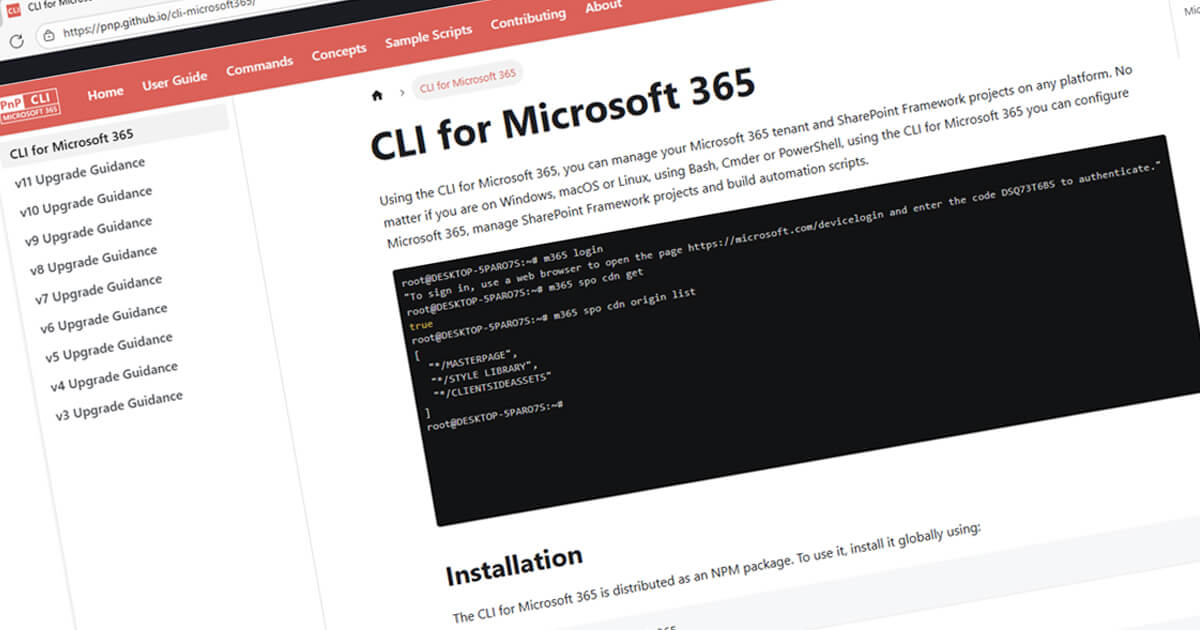 CLI for Micros
https://pnp.github.io/cli-microsoft365/
PnP CLI
MICROSOFT 365
Home
User Guide
Commands
Concepts
Sample Scripts
Contributing
About
CLI for Microsoft 365
v11 Upgrade Guidance
v10 Upgrade Guidance
v9 Upgrade Guidance
v8 Upgrade Guidance
v7 Upgrade Guidance
v6 Upgrade Guidance
v5 Upgrade Guidance
v4 Upgrade Guidance
v3 Upgrade Guidance
CLI for Microsoft 365
CLI for Microsoft 365
Using the CLI for Microsoft 365, you can manage your Microsoft 365 tenant and SharePoint Framework projects on any platform. No
matter if you are on Windows, macOS or Linux, using Bash, Cmder or PowerShell, using the CLI for Microsoft 365 you can configure
Microsoft 365, manage SharePoint Framework projects and build automation scripts.
root@DESKTOP-5PARO7S:~# m365 login
"To sign in, use a web browser to open the page https://microsoft.com/devicelogin and enter the code DSQ73T6BS to authenticate."
root@DESKTOP-5PARO7S:~# m365 spo cdn get
true
root@DESKTOP-5PARO7S:~# m365 spo cdn origin list
[
"*/MASTERPAGE",
"*/STYLE LIBRARY",
"*/CLIENTSIDEASSETS"
]
root@DESKTOP-5PARO7S:~#
Installation
The CLI for Microsoft 365 is distributed as an NPM package. To use it, install it globally using: